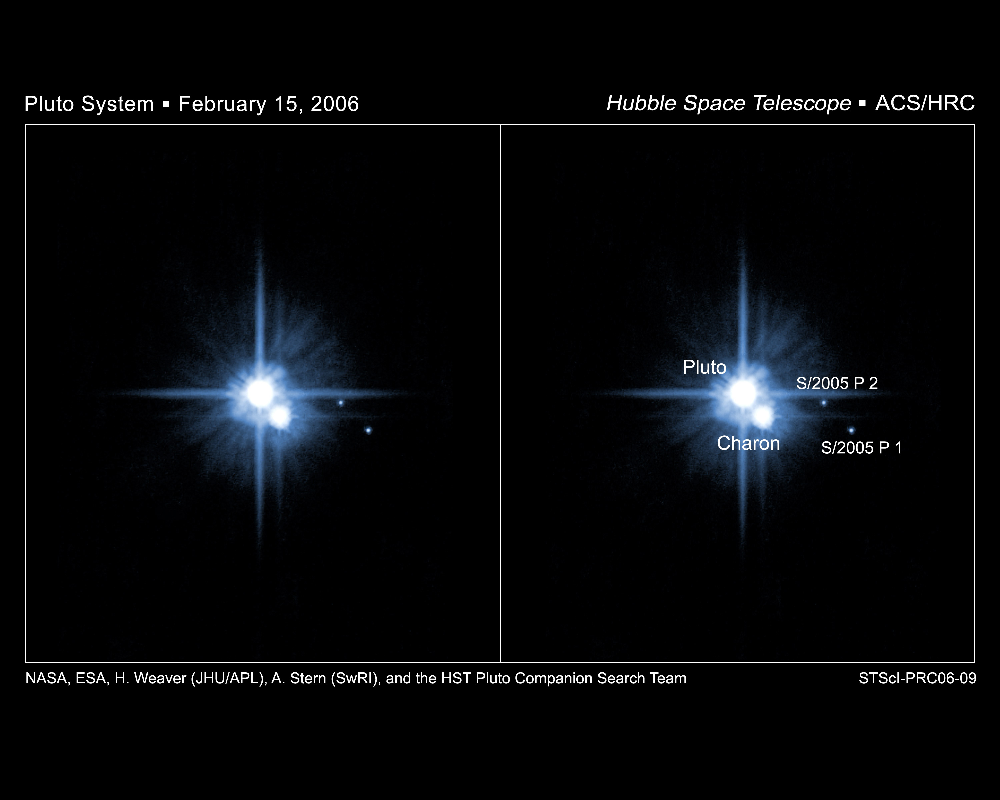 Pluto System ▪ February 15, 2006
Hubble Space Telescope ▪ ACS/HRC
Pluto
S/2005 P 2
Charon
S/2005 P 1
NASA, ESA, H. Weaver (JHU/APL), A. Stern (SwRI), and the HST Pluto Companion Search Team
STScI-PRC06-09